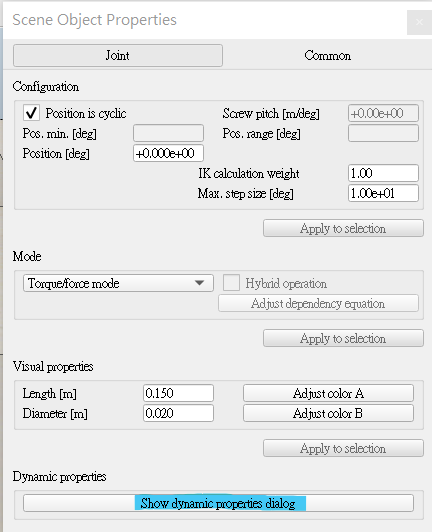 Scene Object Properties
Joint Common
Configuration
Position is cyclic Screw pitch [m/deg] +0.00e+00
Pos. min. [deg] Pos. range [deg]
Position [deg] +0.000e+00
IK calculation weight 1.00
Max. step size [deg] 1.00e+01
Apply to selection
Mode
Torque/force mode Hybrid operation
Adjust dependency equation
Apply to selection
Visual properties
Length [m] 0.150 Adjust color A
Diameter [m] 0.020 Adjust color B
Apply to selection
Dynamic properties
Show dynamic properties dialog